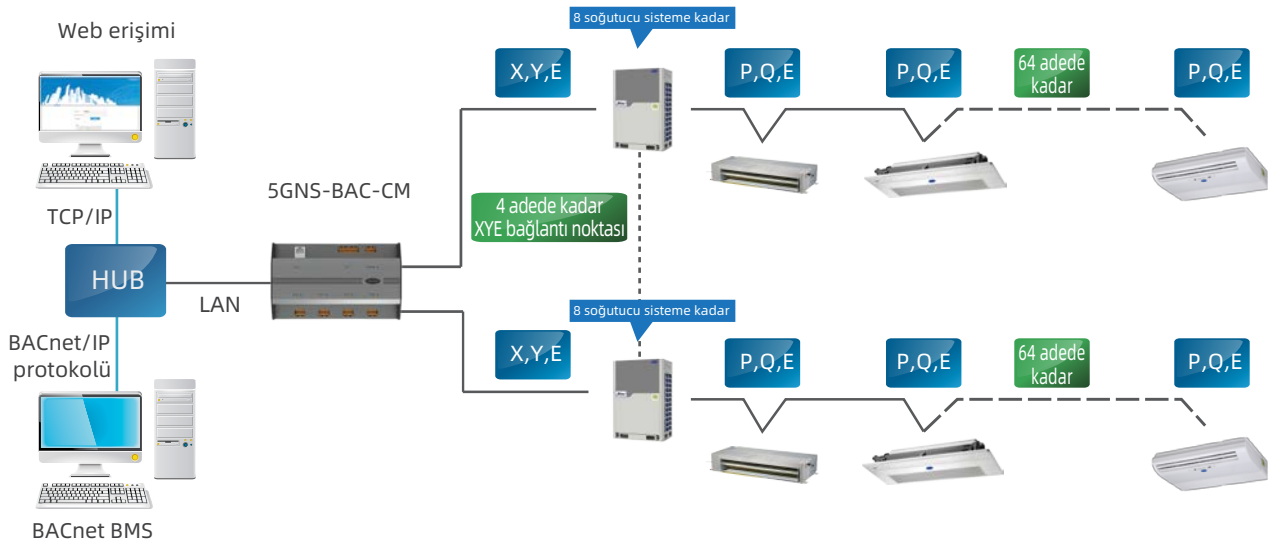 8 soğutucu sisteme kadar
Web erişimi
X,Y,E
P,Q,E
P,Q,E
64 adede
kadar
P,Q,E
5GNS-BAC-CM
4 adede kadar
XYE bağlantı noktası
TCP/IP
HUB
LAN
8 soğutucu sisteme kadar
BACnet/IP
protokolü
X,Y,E
P,Q,E
P,Q,E
64 adede
kadar
P,Q,E
BACnet BMS